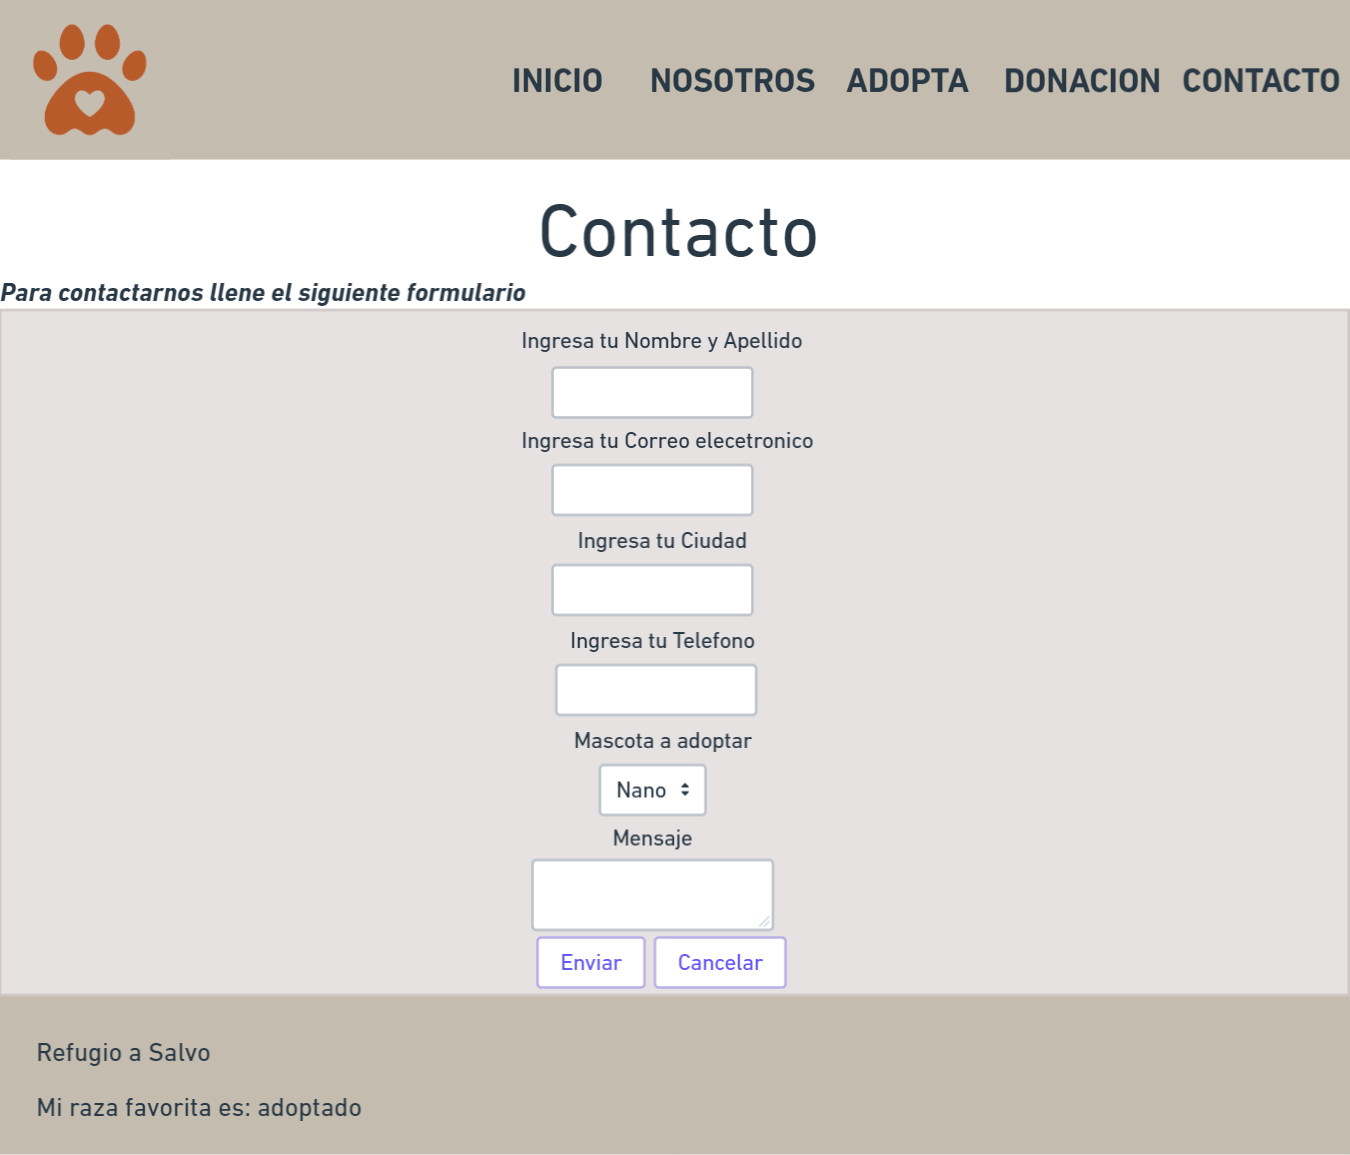 INICIO NOSOTROS ADOPTA DONACION CONTACTO
Contacto
Para contactarnos llene el siguiente formulario
Ingresa tu Nombre y Apellido
Ingresa tu Correo elecetronico
Ingresa tu Ciudad
Ingresa tu Telefono
Mascota a adoptar
Nano
Mensaje
Enviar Cancelar
Refugio a Salvo
Mi raza favorita es: adoptado